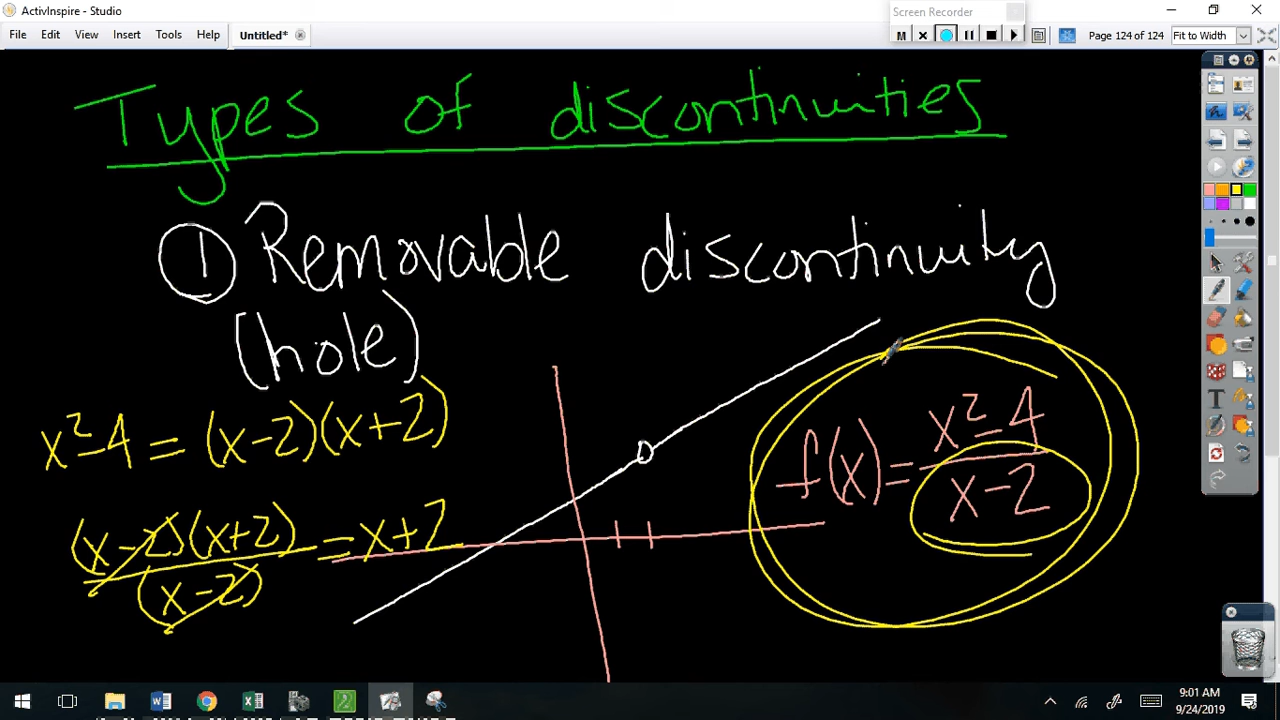 ActivInspire - Studio
Screen Recorder
File Edit View Insert Tools Help Untitled*
Page 124 of 124 Fit to Width
Types of discontinuities
① Removable discontinuity
(hole)
x²-4 = (x-2)(x+2)
(x-2)(x+2)
(x-2)
= x+2
f(x) = 
x²-4
x-2
9:01 AM
9/24/2019